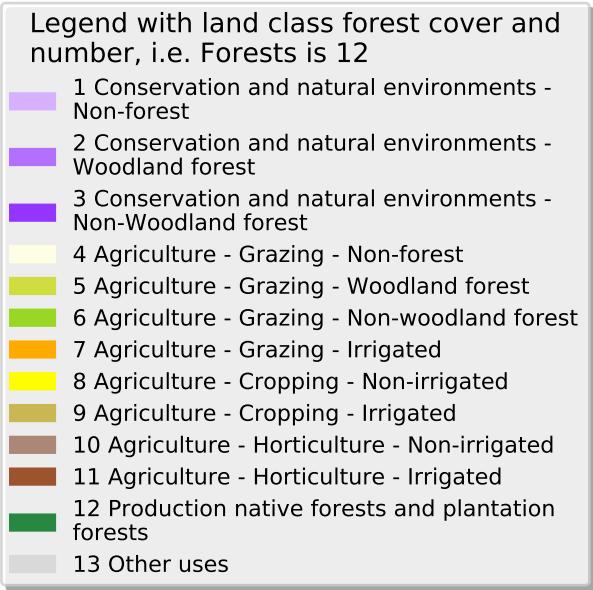 Legend with land class forest cover and
number, i.e. Forests is 12
1 Conservation and natural environments -
Non-forest
2 Conservation and natural environments -
Woodland forest
3 Conservation and natural environments -
Non-Woodland forest
4 Agriculture - Grazing - Non-forest
5 Agriculture - Grazing - Woodland forest
6 Agriculture - Grazing - Non-woodland forest
7 Agriculture - Grazing - Irrigated
8 Agriculture - Cropping - Non-irrigated
9 Agriculture - Cropping - Irrigated
10 Agriculture - Horticulture - Non-irrigated
11 Agriculture - Horticulture - Irrigated
12 Production native forests and plantation
forests
13 Other uses